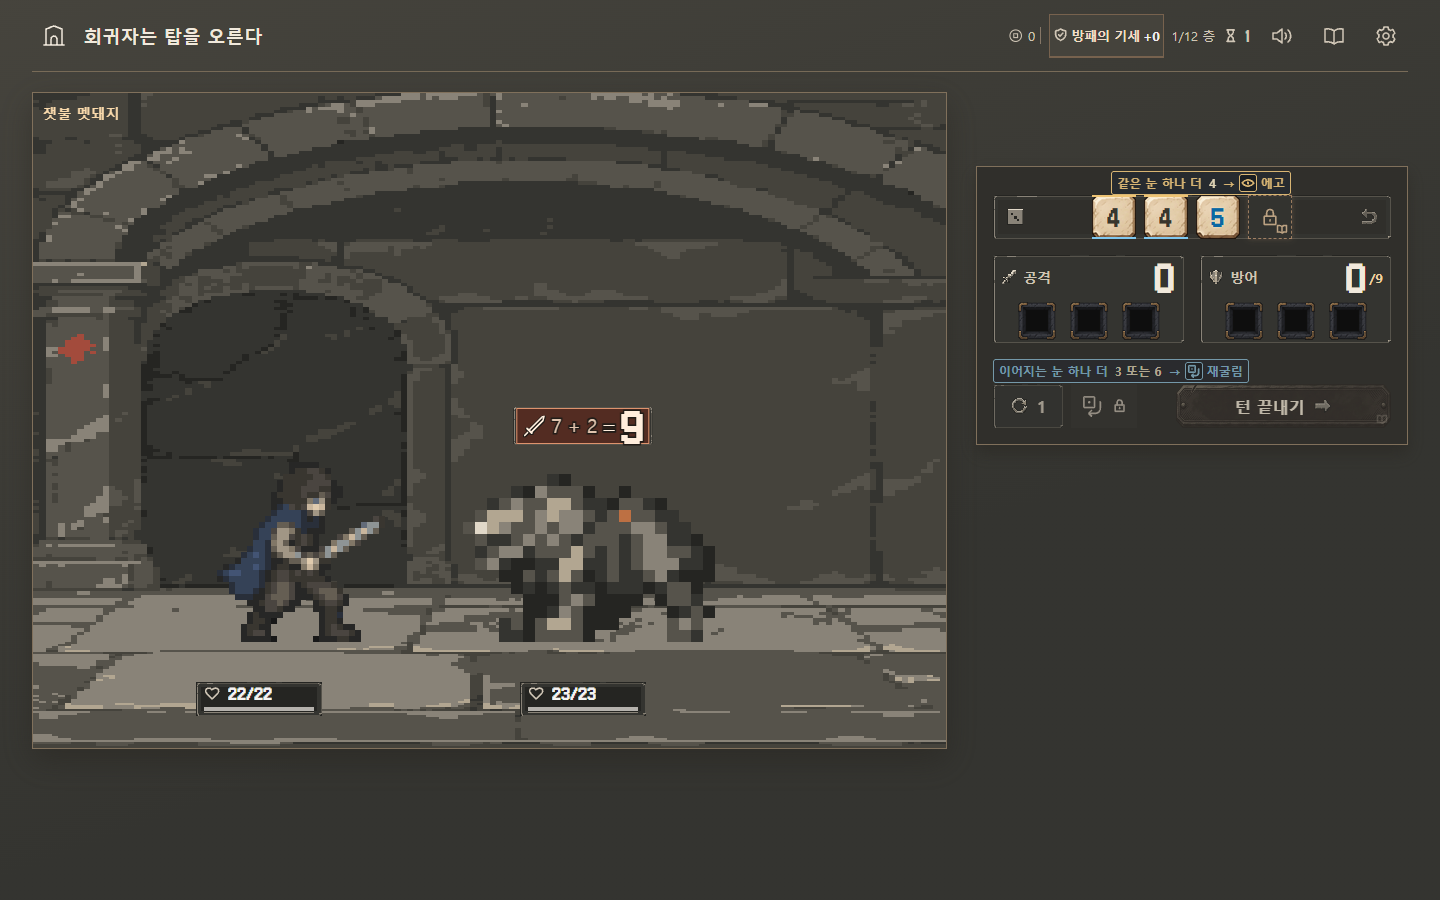 회귀자는 탑을 오른다
0 방패의 기세 +0 1/12 층 1
잿불 멧돼지
같은 눈 하나 더 4 → 예고
4 4 5
공격 0
방어 0/9
이어지는 눈 하나 더 3 또는 6 → 재굴림
1
턴 끝내기
7 + 2 = 9
22/22
23/23